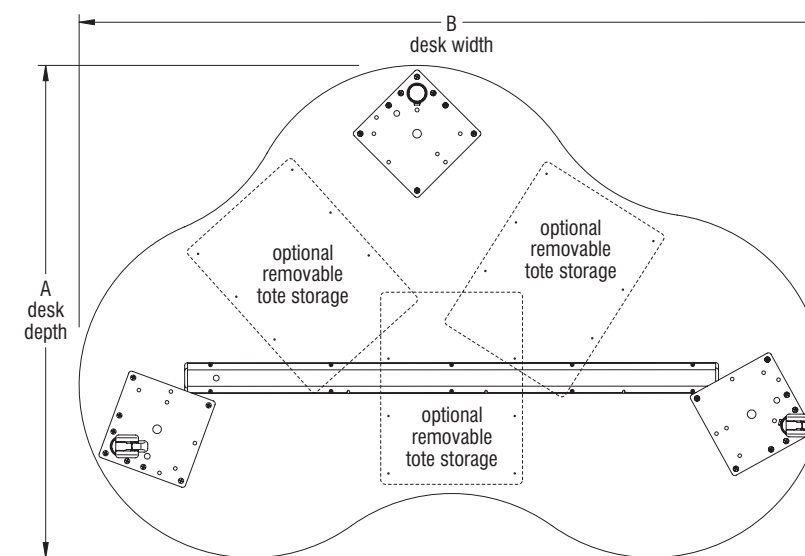 B
desk width
A
desk
depth
optional
removable
tote storage
optional
removable
tote storage
optional
removable
tote storage